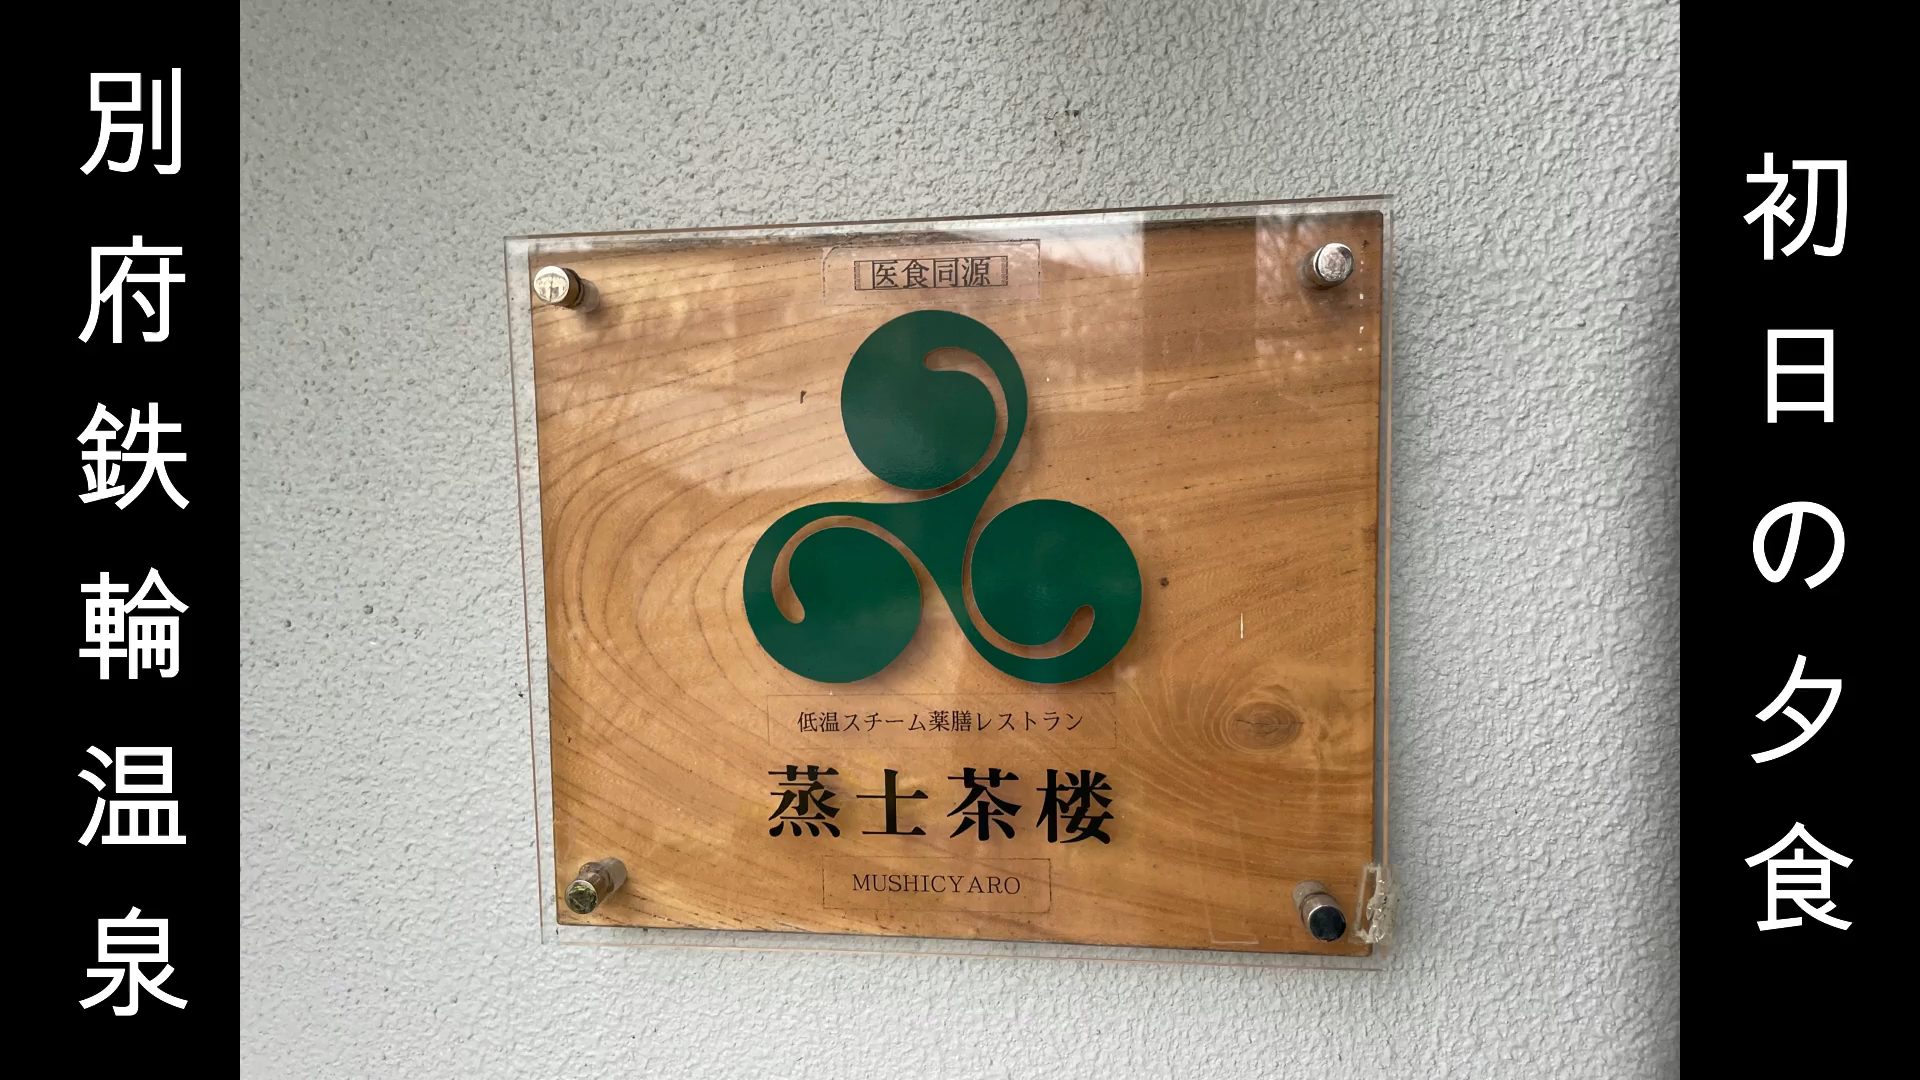 初日の夕食
医食同源
低温スチーム薬膳レストラン
蒸士茶楼
MUSHICYARO
別府鉄輪温泉